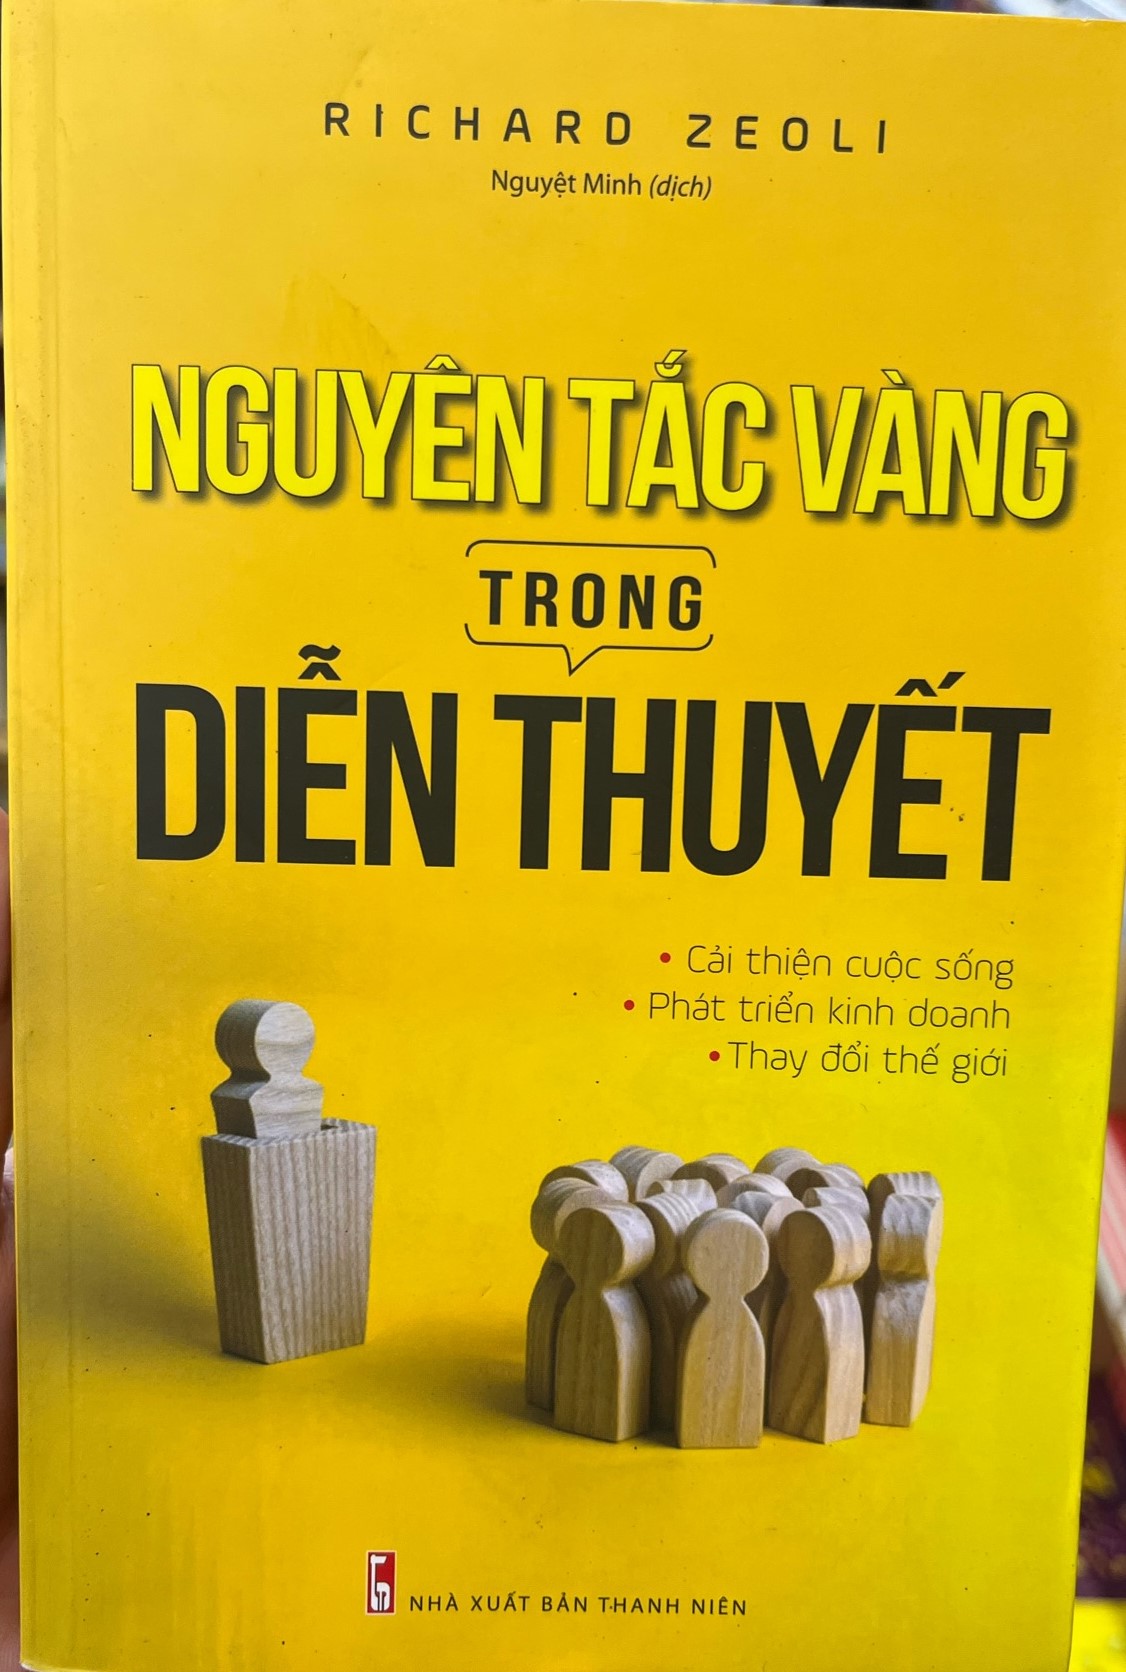 RICHARD ZEOLI
Nguyệt Minh (dịch)
NGUYÊN TẮC VÀNG
TRONG
DIỄN THUYẾT
• Cải thiện cuộc sống
• Phát triển kinh doanh
• Thay đổi thế giới
NHÀ XUẤT BẢN THANH NIÊN